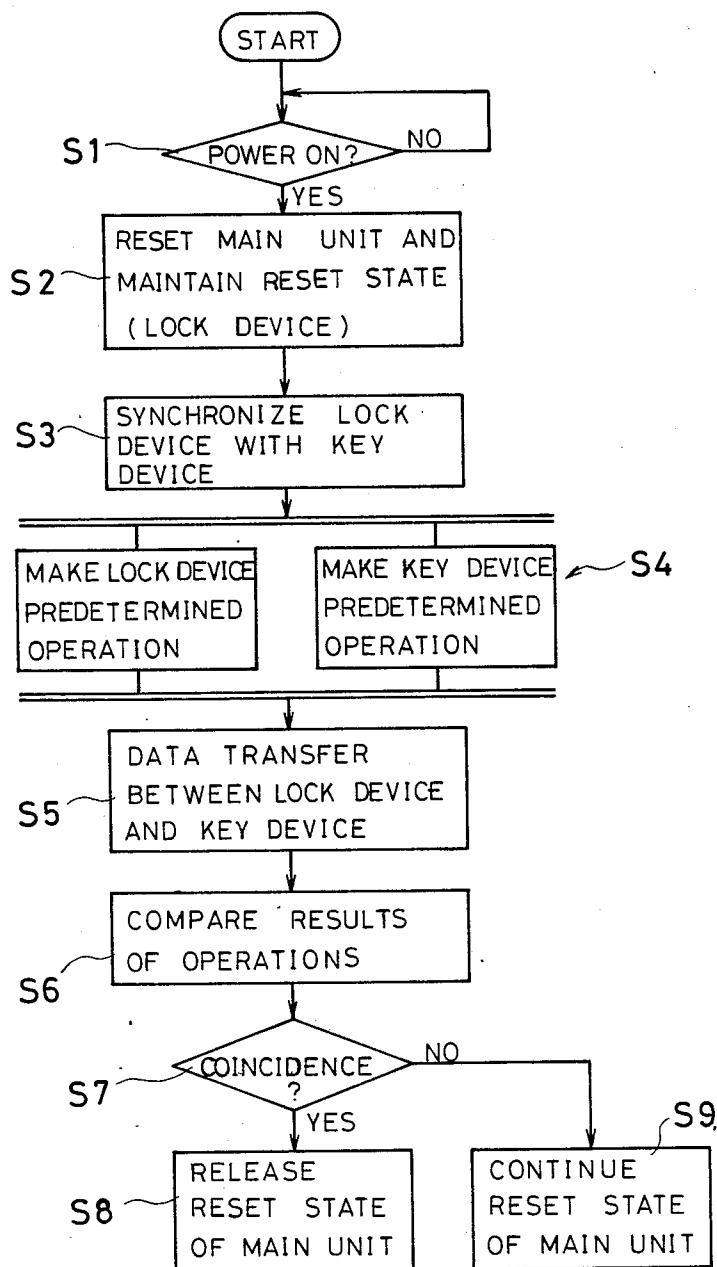 START
S1
POWER ON?
NO
YES
S2
RESET MAIN UNIT AND
MAINTAIN RESET STATE
(LOCK DEVICE)
S3
SYNCHRONIZE LOCK
DEVICE WITH KEY
DEVICE
MAKE LOCK DEVICE
PREDETERMINED
OPERATION
MAKE KEY DEVICE
PREDETERMINED
OPERATION
S4
S5
DATA TRANSFER
BETWEEN LOCK DEVICE
AND KEY DEVICE
S6
COMPARE RESULTS
OF OPERATIONS
S7
COINCIDENCE
?
NO
YES
S8
RELEASE
RESET STATE
OF MAIN UNIT
S9
CONTINUE
RESET STATE
OF MAIN UNIT